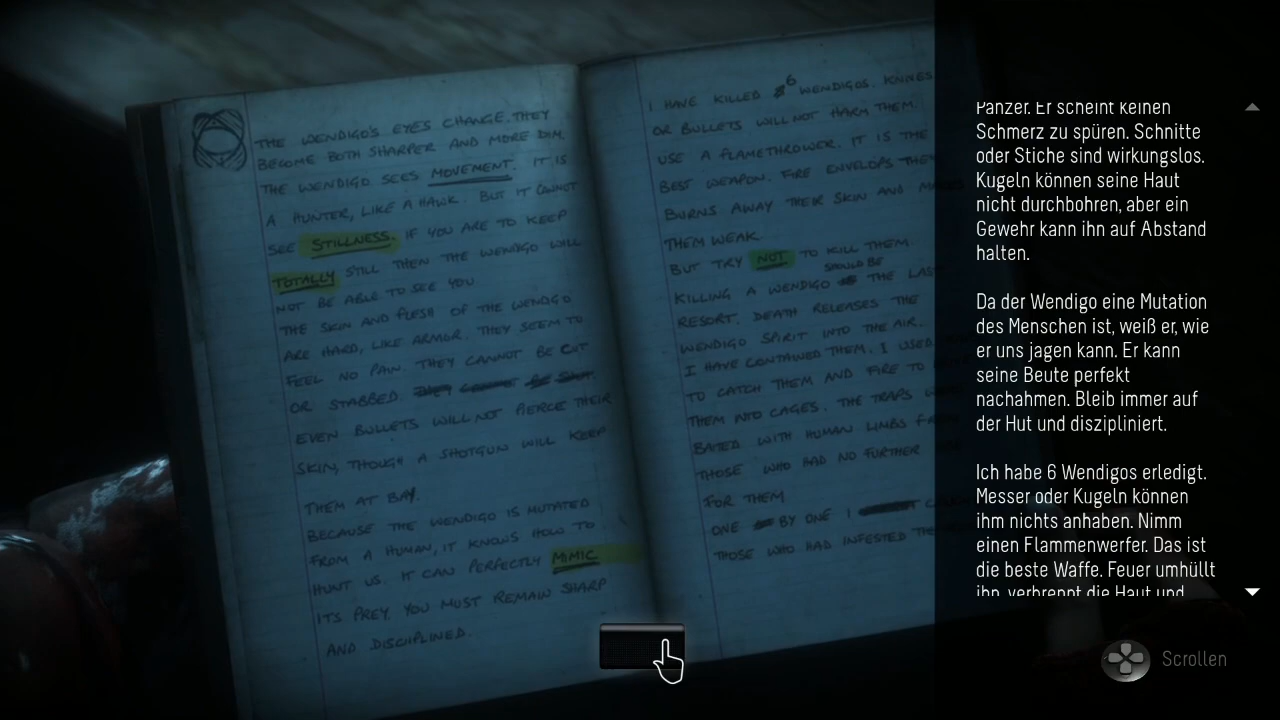 THE WENDIGO'S EYES CHANGE. THEY
BECOME BOTH SHARPER AND MORE DIM.
THE WENDIGO SEES MOVEMENT. IT IS
A HUNTER, LIKE A HAWK. BUT IT CANNOT
SEE STILLNESS. IF YOU ARE TO KEEP
TOTALLY STILL THEN THE WENDIGO WILL
NOT BE ABLE TO SEE YOU
THE SKIN AND FLESH OF THE WENDIGO
ARE HARD, LIKE ARMOR. THEY SEEM TO
FEEL NO PAIN. THEY CANNOT BE CUT
OR STABBED. THEY CANNOT BE SHOT.
EVEN BULLETS WILL NOT PIERCE THEIR
SKIN, THOUGH A SHOTGUN WILL KEEP
THEM AT BAY.
BECAUSE THE WENDIGO IS MUTATED
FROM A HUMAN, IT KNOWS HOW TO
HUNT US. IT CAN PERFECTLY MIMIC
ITS PREY. YOU MUST REMAIN SHARP
AND DISCIPLINED.
I HAVE KILLED 6 WENDIGOS. KNIVES
OR BULLETS WILL NOT HARM THEM.
USE A FLAMETHROWER. IT IS THE
BEST WEAPON. FIRE ENVELOPS THEM
BURNS AWAY THEIR SKIN AND MAKES
THEM WEAK.
BUT TRY NOT TO KILL THEM.
KILLING A WENDIGO SHOULD BE THE LAST
RESORT. DEATH RELEASES THE
WENDIGO SPIRIT INTO THE AIR.
I HAVE CONTAINED THEM. I USED
TO CATCH THEM AND FIRE TO
THEM INTO CAGES. THE TRAPS
BATED WITH HUMAN LIMBS
THOSE WHO HAD NO FURTHER
FOR THEM
ONE BY ONE I
THOSE WHO HAD INFESTED THE
Panzer. Er scheint keinen
Schmerz zu spüren. Schnitte
oder Stiche sind wirkungslos.
Kugeln können seine Haut
nicht durchbohren, aber ein
Gewehr kann ihn auf Abstand
halten.
Da der Wendigo eine Mutation
des Menschen ist, weiß er, wie
er uns jagen kann. Er kann
seine Beute perfekt
nachahmen. Bleib immer auf
der Hut und diszipliniert.
Ich habe 6 Wendigos erledigt.
Messer oder Kugeln können
ihm nichts anhaben. Nimm
einen Flammenwerfer. Das ist
die beste Waffe. Feuer umhüllt
ihn, verbrennt die Haut und
Scrollen